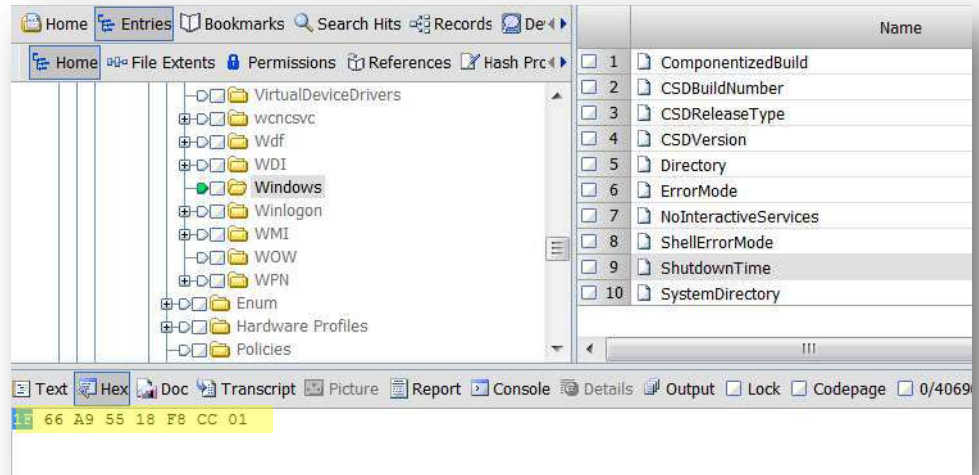 Home Entries Bookmarks Search Hits Records De
Home File Extents Permissions References Hash Prc
VirtualDeviceDrivers
wcncsvc
Wdf
WDI
Windows
Winlogon
WMI
WOW
WPN
Enum
Hardware Profiles
Policies
Name
1 ComponentizedBuild
2 CSDBuildNumber
3 CSDReleaseType
4 CSDVersion
5 Directory
6 ErrorMode
7 NoInteractiveServices
8 ShellErrorMode
9 ShutdownTime
10 SystemDirectory
Text Hex Doc Transcript Picture Report Console Details Output Lock Codepage 0/4069
1F 66 A9 55 18 F8 CC 01